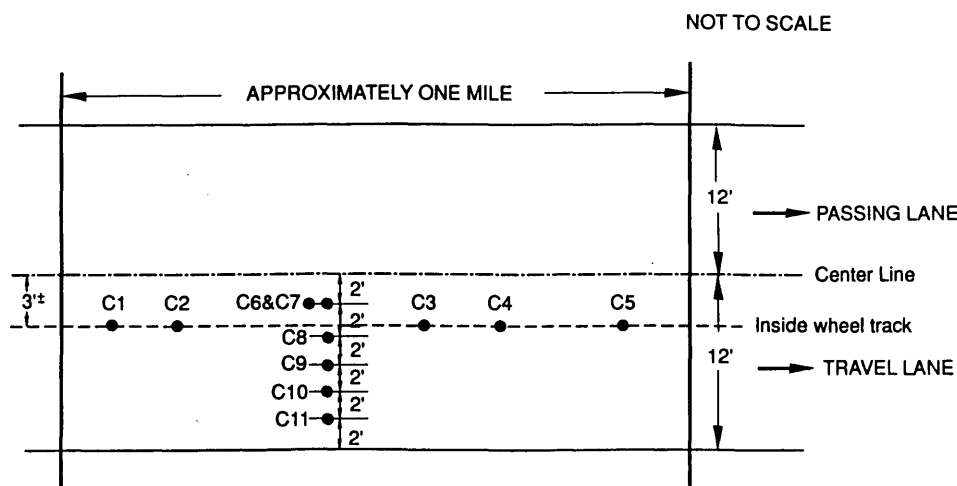 NOT TO SCALE
APPROXIMATELY ONE MILE
12'
PASSING LANE
Center Line
3'±
C1 C2 C6&C7 2' C3 C4 C5
2' Inside wheel track
C8
12'
2'
C9 TRAVEL LANE
2'
C10
2'
C11
2'